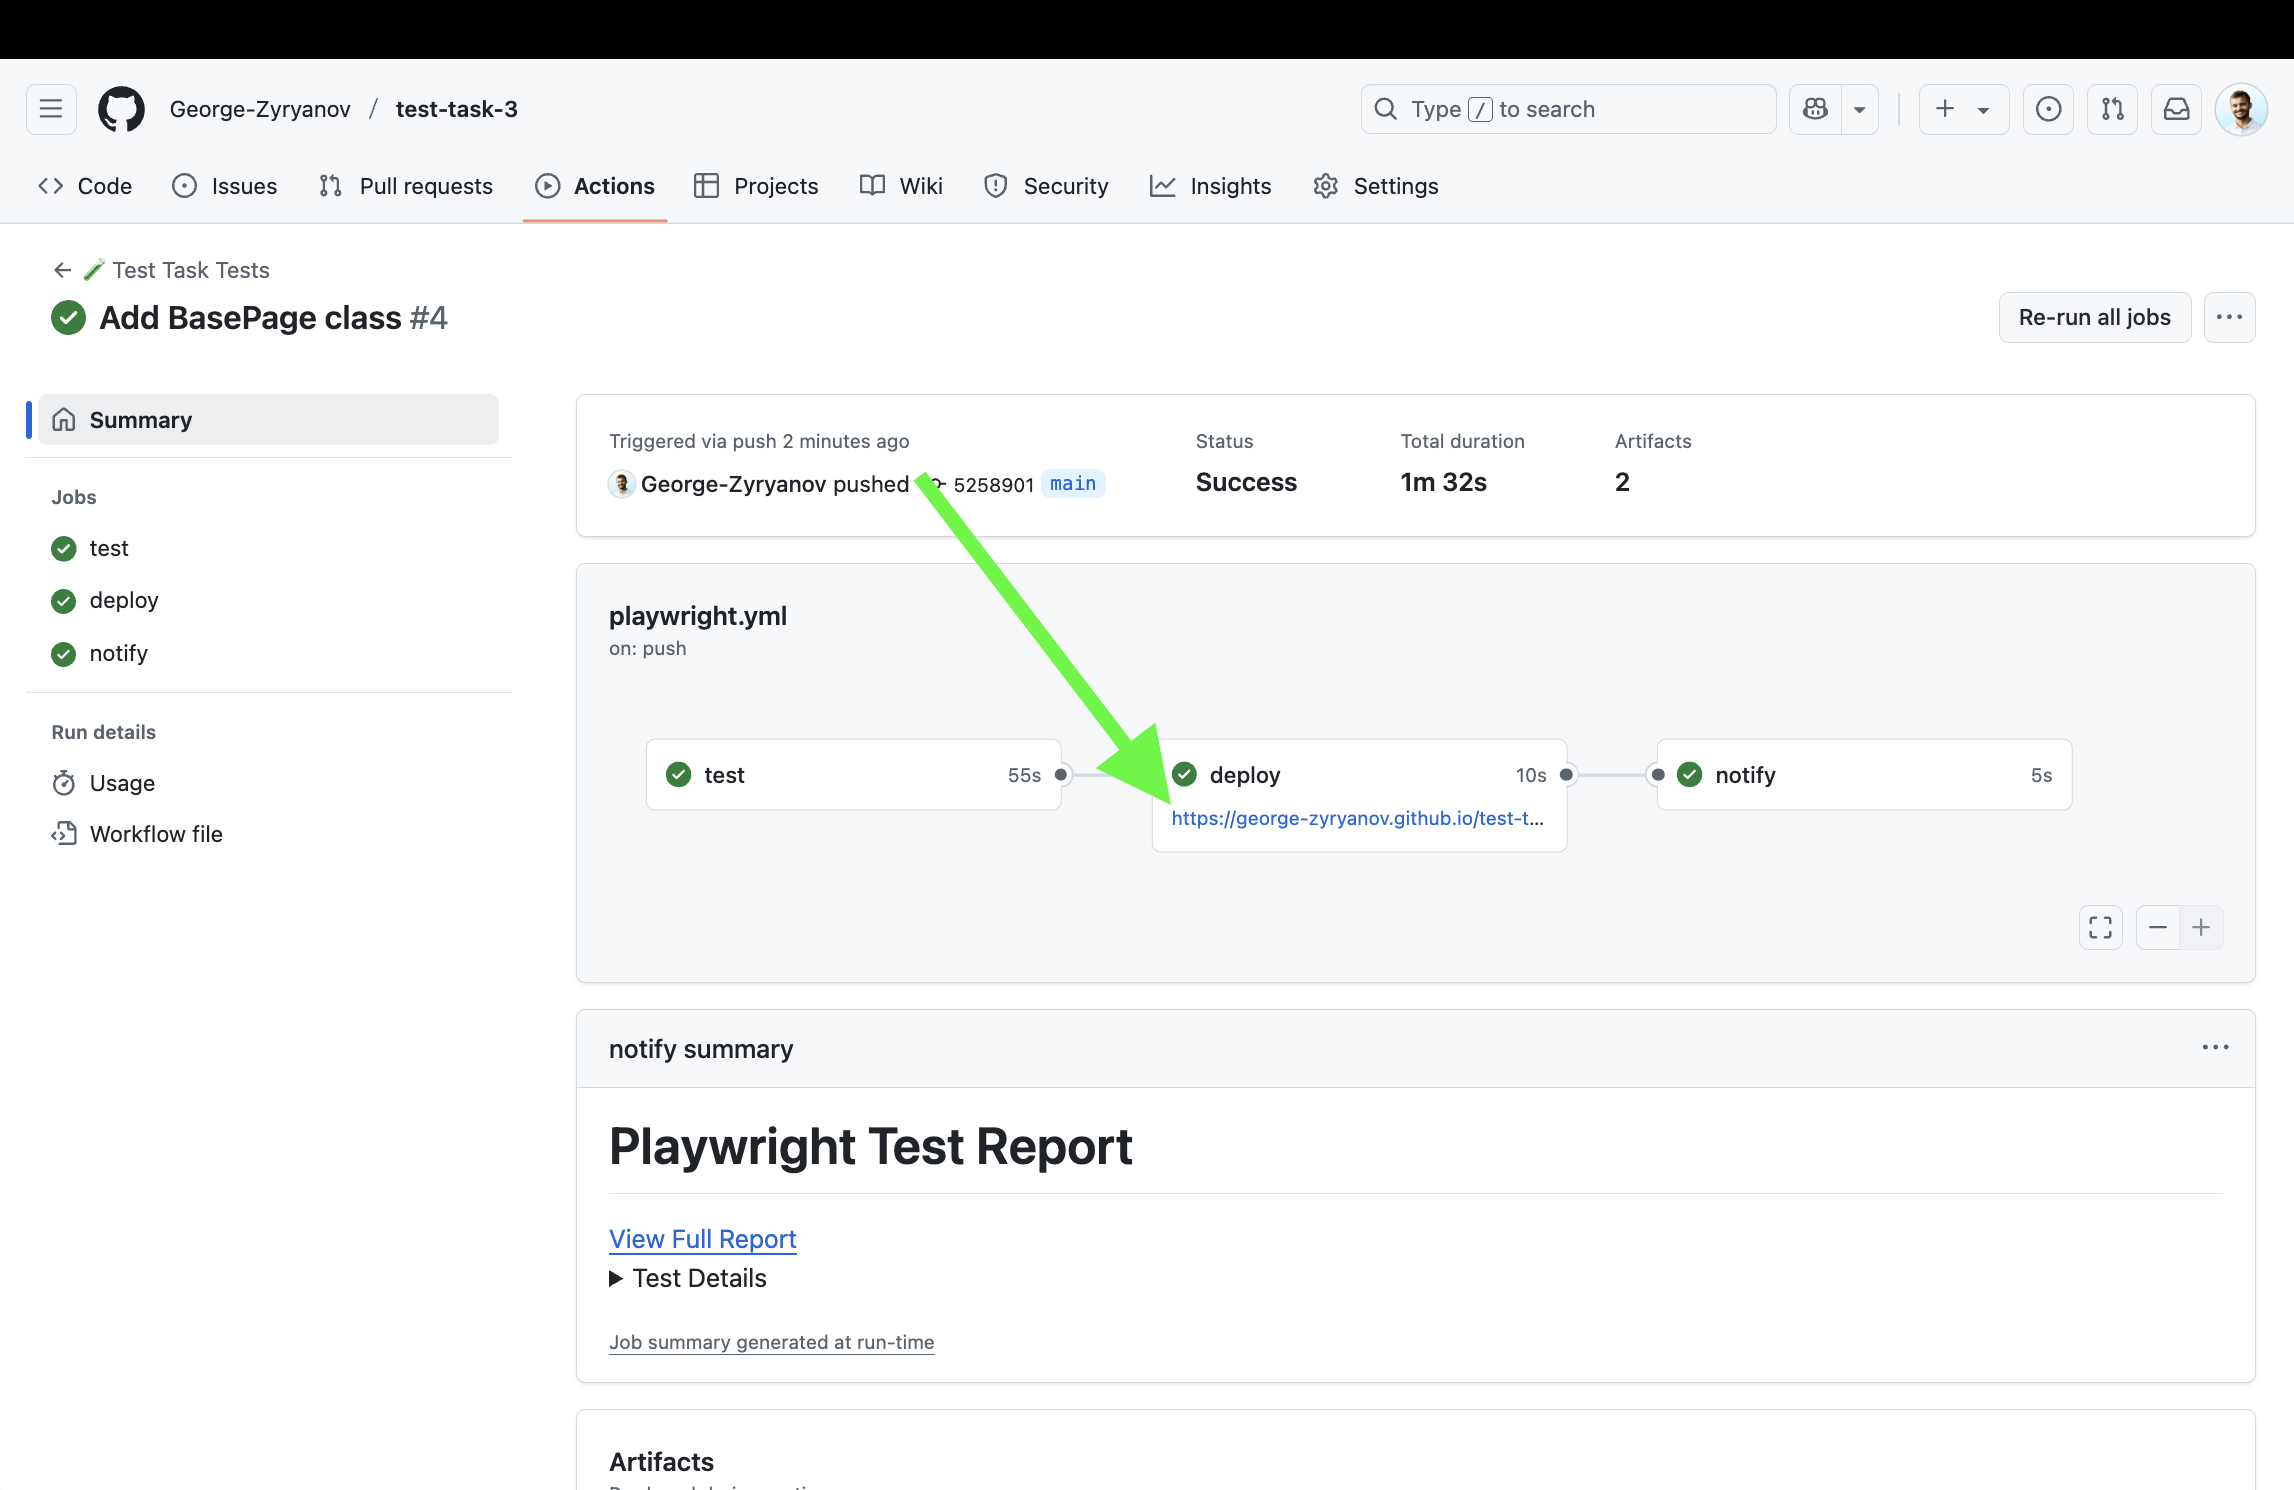 George-Zyryanov / test-task-3
Type / to search
Code
Issues
Pull requests
Actions
Projects
Wiki
Security
Insights
Settings
Test Task Tests
Add BasePage class #4
Re-run all jobs
Summary
Jobs
test
deploy
notify
Run details
Usage
Workflow file
Triggered via push 2 minutes ago
George-Zyryanov pushed 5258901 main
Status
Success
Total duration
1m 32s
Artifacts
2
playwright.yml
on: push
test 55s
deploy 10s
https://george-zyryanov.github.io/test-t...
notify 5s
notify summary
Playwright Test Report
View Full Report
Test Details
Job summary generated at run-time
Artifacts